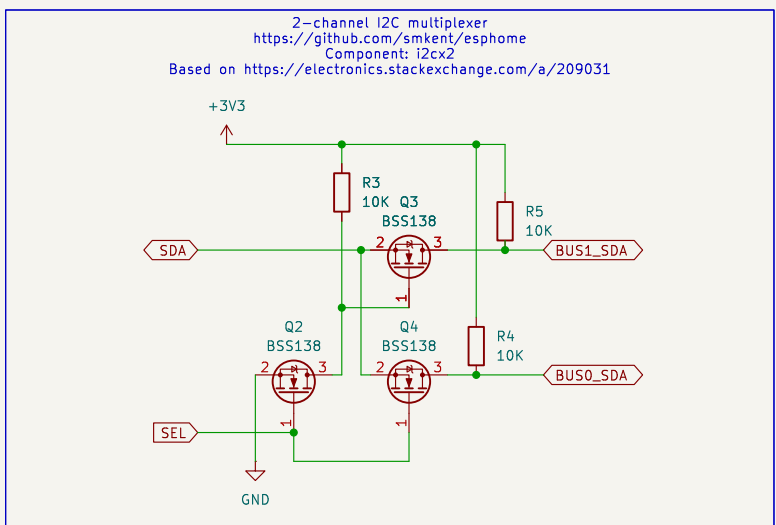 2-channel I2C multiplexer
https://github.com/smkent/esphome
Component: i2cx2
Based on https://electronics.stackexchange.com/a/209031
+3V3
R3
10K
Q3
BSS138
R5
10K
SDA
2
3
1
BUS1_SDA
Q2
BSS138
2
3
1
Q4
BSS138
2
3
1
R4
10K
BUS0_SDA
SEL
GND